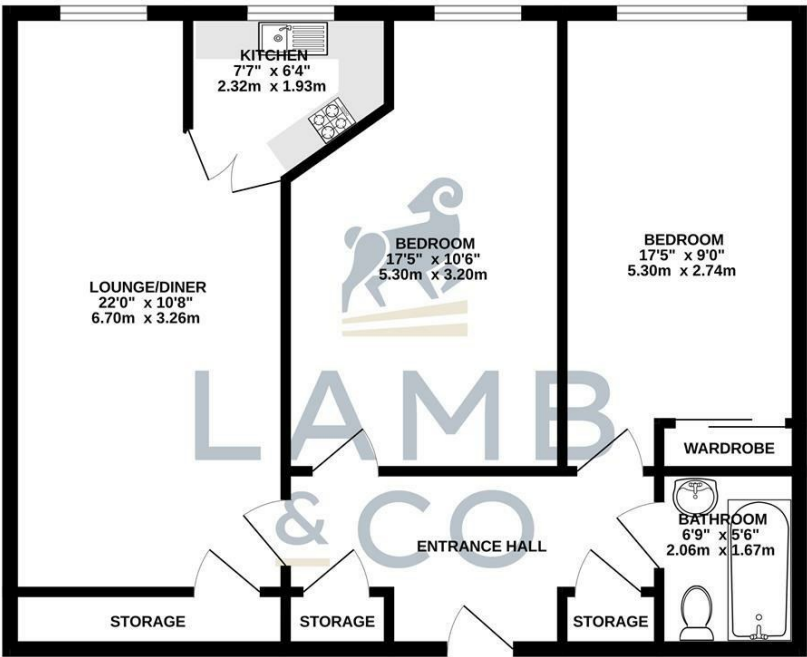 KITCHEN
7'7" x 6'4"
2.32m x 1.93m
BEDROOM
17'5" x 10'6"
5.30m x 3.20m
BEDROOM
17'5" x 9'0"
5.30m x 2.74m
LOUNGE/DINER
22'0" x 10'8"
6.70m x 3.26m
LAMB
& CO
WARDROBE
BATHROOM
6'9" x 5'6"
2.06m x 1.67m
ENTRANCE HALL
STORAGE
STORAGE
STORAGE